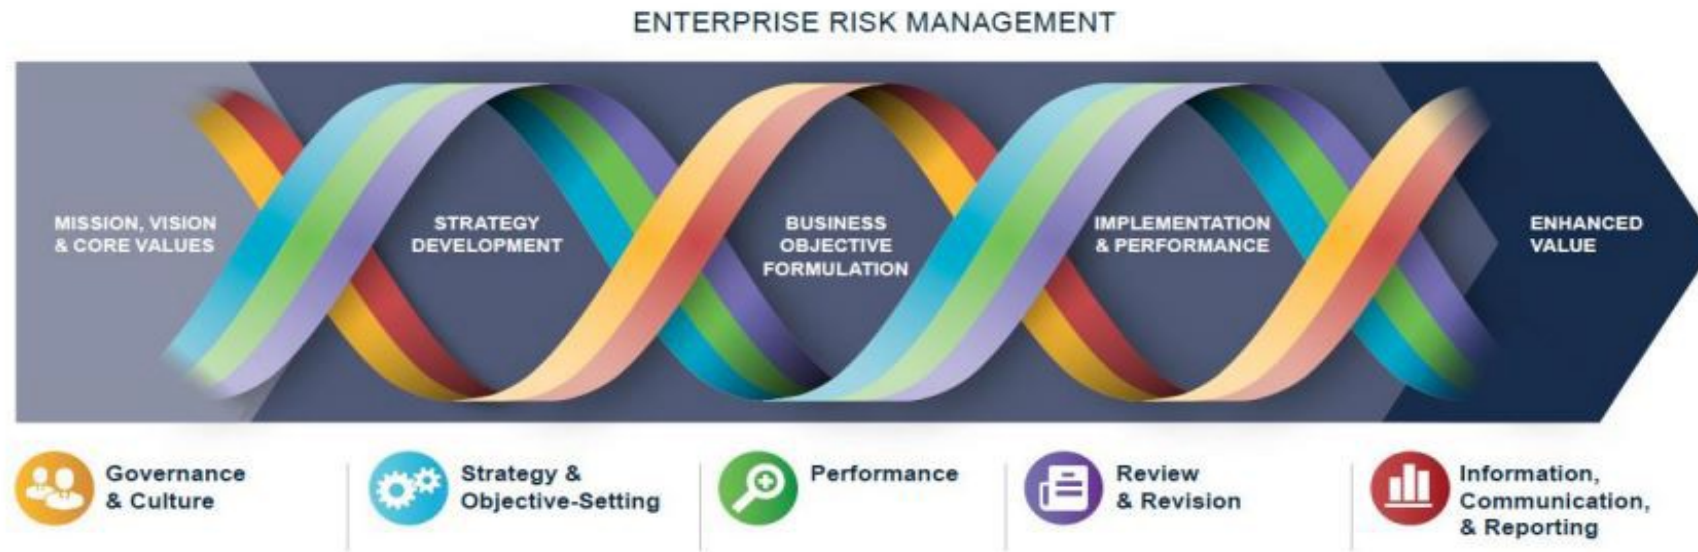 ENTERPRISE RISK MANAGEMENT
MISSION, VISION
& CORE VALUES
STRATEGY
DEVELOPMENT
BUSINESS
OBJECTIVE
FORMULATION
IMPLEMENTATION
& PERFORMANCE
ENHANCED
VALUE
Governance
& Culture
Strategy &
Objective-Setting
Performance
Review
& Revision
Information,
Communication,
& Reporting